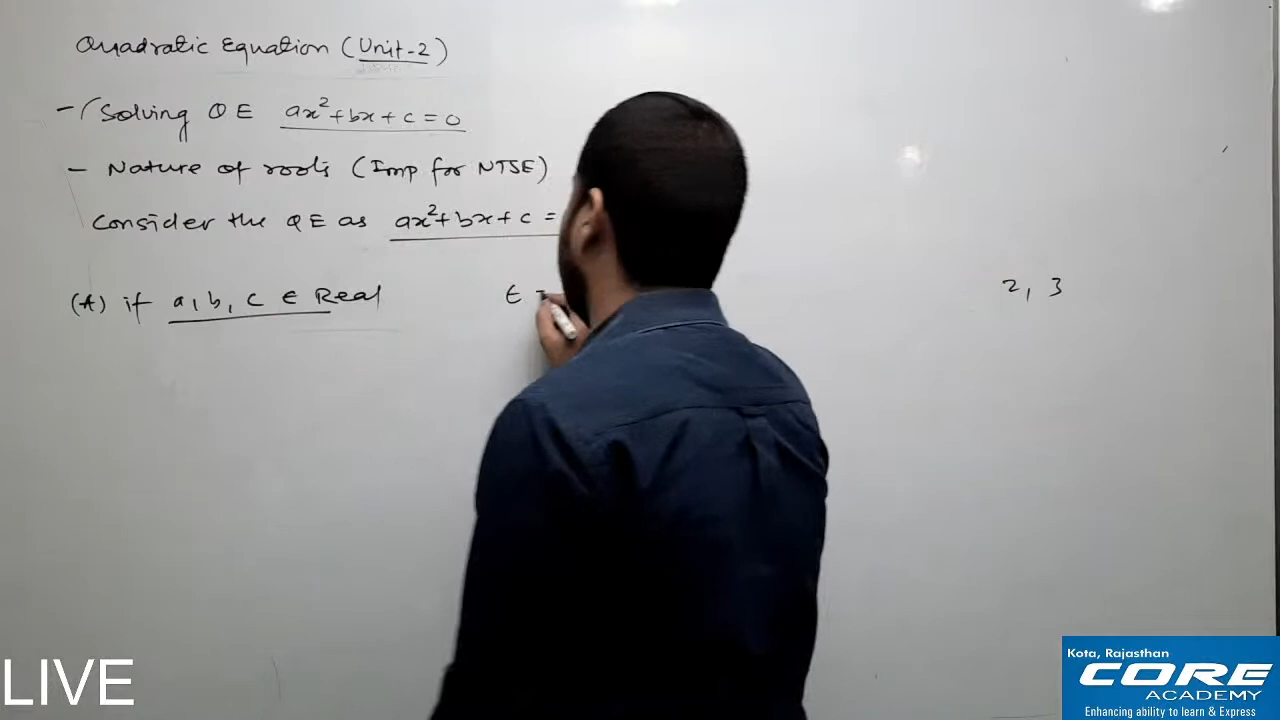 Quadratic Equation (Unit-2)
- Solving QE ax²+bx+c=0
- Nature of roots (Imp for NTSE)
Consider the QE as ax²+bx+c=
(A) if a, b, c ∈ Real
∈
2, 3
LIVE
Kota, Rajasthan
CORE
ACADEMY
Enhancing ability to learn & Express